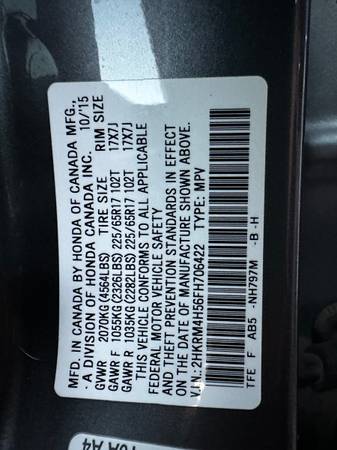 MFD. IN CANADA BY HONDA OF CANADA MFG.,
A DIVISION OF HONDA CANADA INC. 10/15
GVWR 2070KG(4564LBS) TIRE SIZE RIM SIZE
GAWR F 1055KG(2326LBS) 225/65R17 102T 17X7J
GAWR R 1035KG(2282LBS) 225/65R17 102T 17X7J
THIS VEHICLE CONFORMS TO ALL APPLICABLE
FEDERAL MOTOR VEHICLE SAFETY
AND THEFT PREVENTION STANDARDS IN EFFECT
ON THE DATE OF MANUFACTURE SHOWN ABOVE.
V.I.N.: 2HKRM4H56FH706422 TYPE: MPV
TFE F AB5 -NH797M -B -H